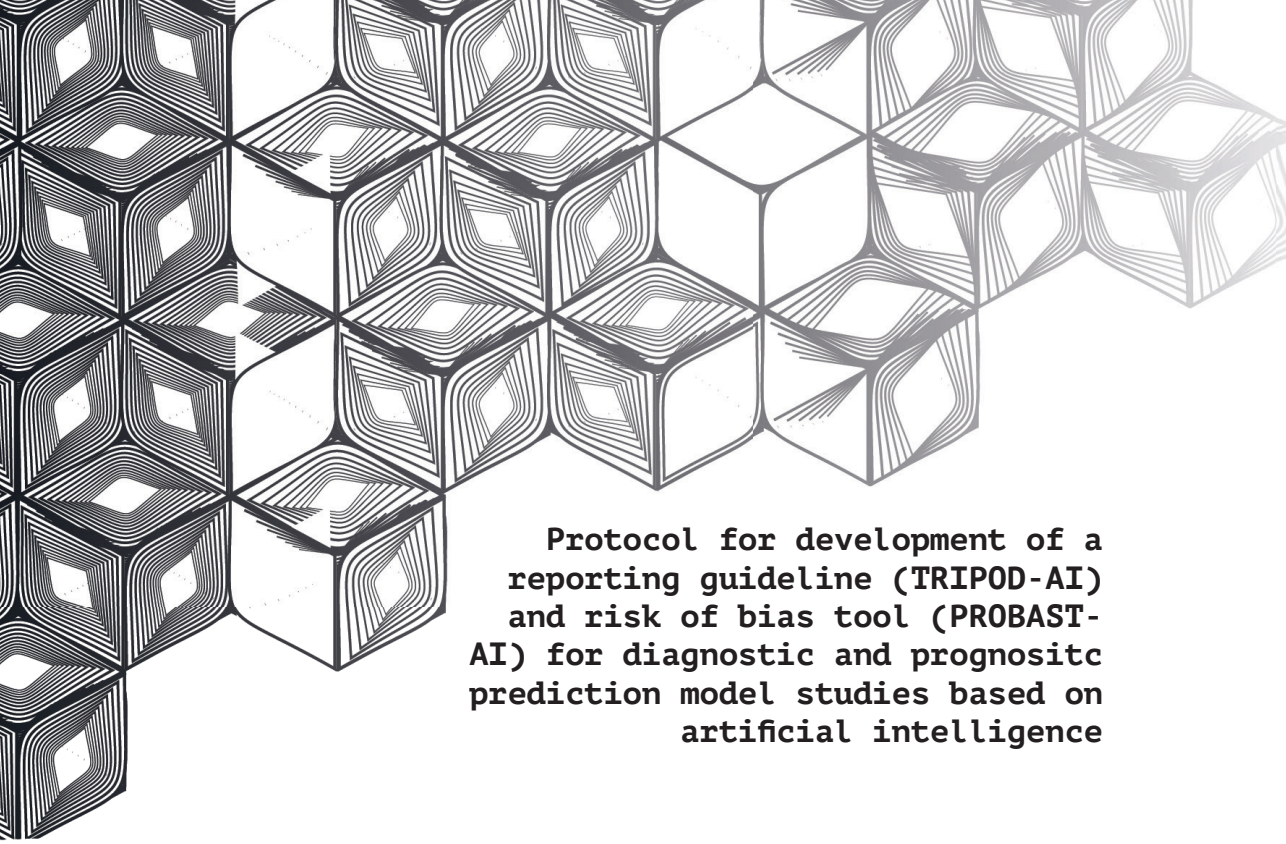 Protocol for development of a
reporting guideline (TRIPOD-AI)
and risk of bias tool (PROBAST-
AI) for diagnostic and prognositc
prediction model studies based on
artificial intelligence